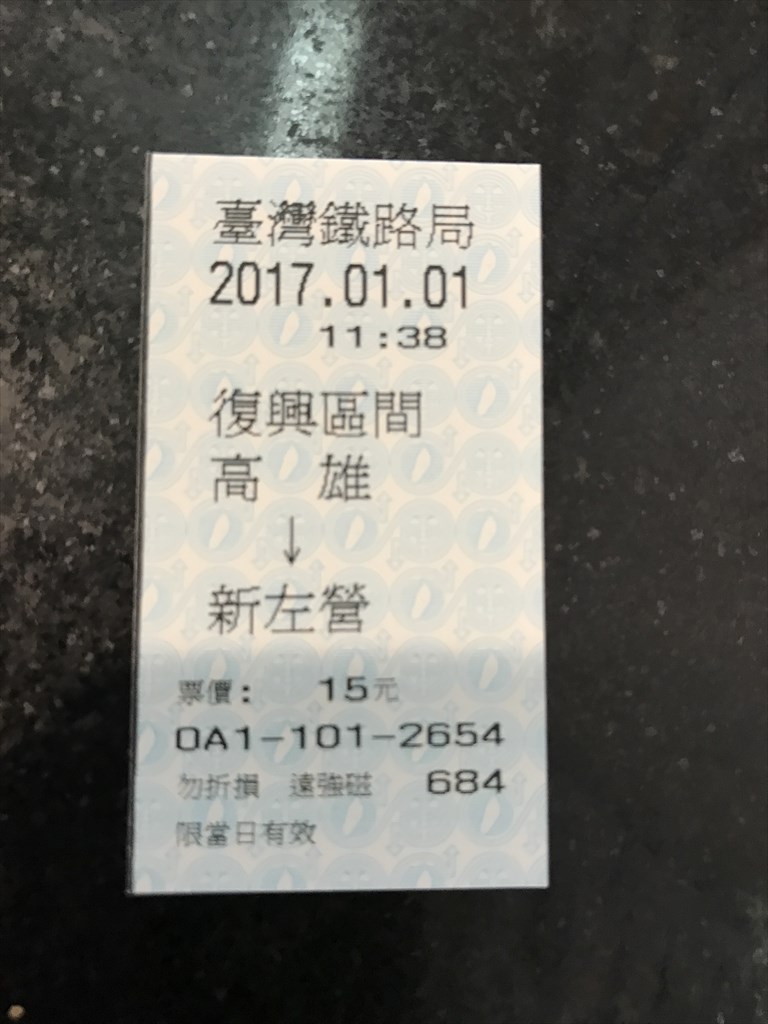 臺灣鐵路局
2017.01.01
11:38
復興區間
高 雄
↓
新左營
票價: 15元
0A1-101-2654
勿折損 遠強磁 684
限當日有效